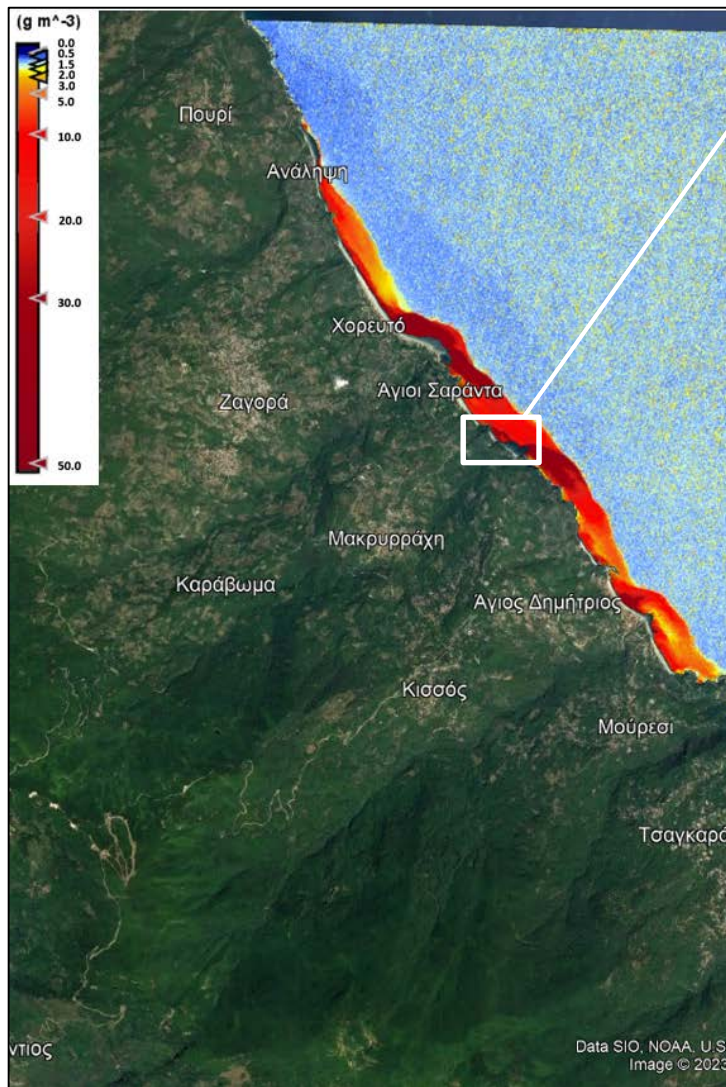 (g m^-3)
0.0
0.5
1.5
2.0
3.0
5.0
10.0
20.0
30.0
50.0
Πουρί
Ανάληψη
Χορευτό
Άγιοι Σαράντα
Ζαγορά
Μακρυρράχη
Καράβωμα
Άγιος Δημήτριος
Κισσός
Μούρεσι
Τσαγκαρά
ντιος
Data SIO, NOAA, U.S
Image © 2023